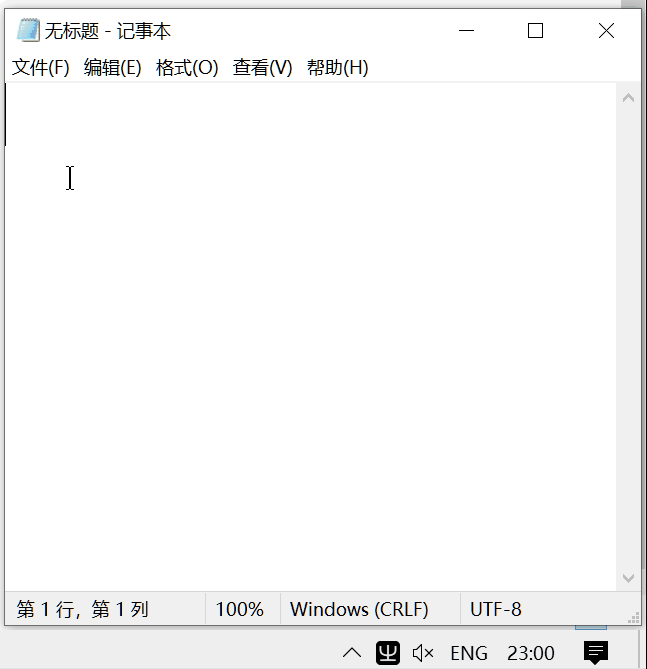 无标题 - 记事本
文件(F) 编辑(E) 格式(O) 查看(V) 帮助(H)
第 1 行，第 1 列 100% Windows (CRLF) UTF-8
ENG 23:00